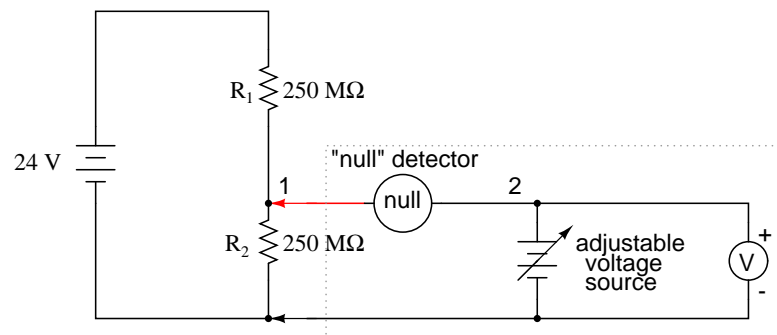 R1 250 MΩ
24 V
"null" detector
1
null
2
R2 250 MΩ
adjustable
voltage
source
+
V
-